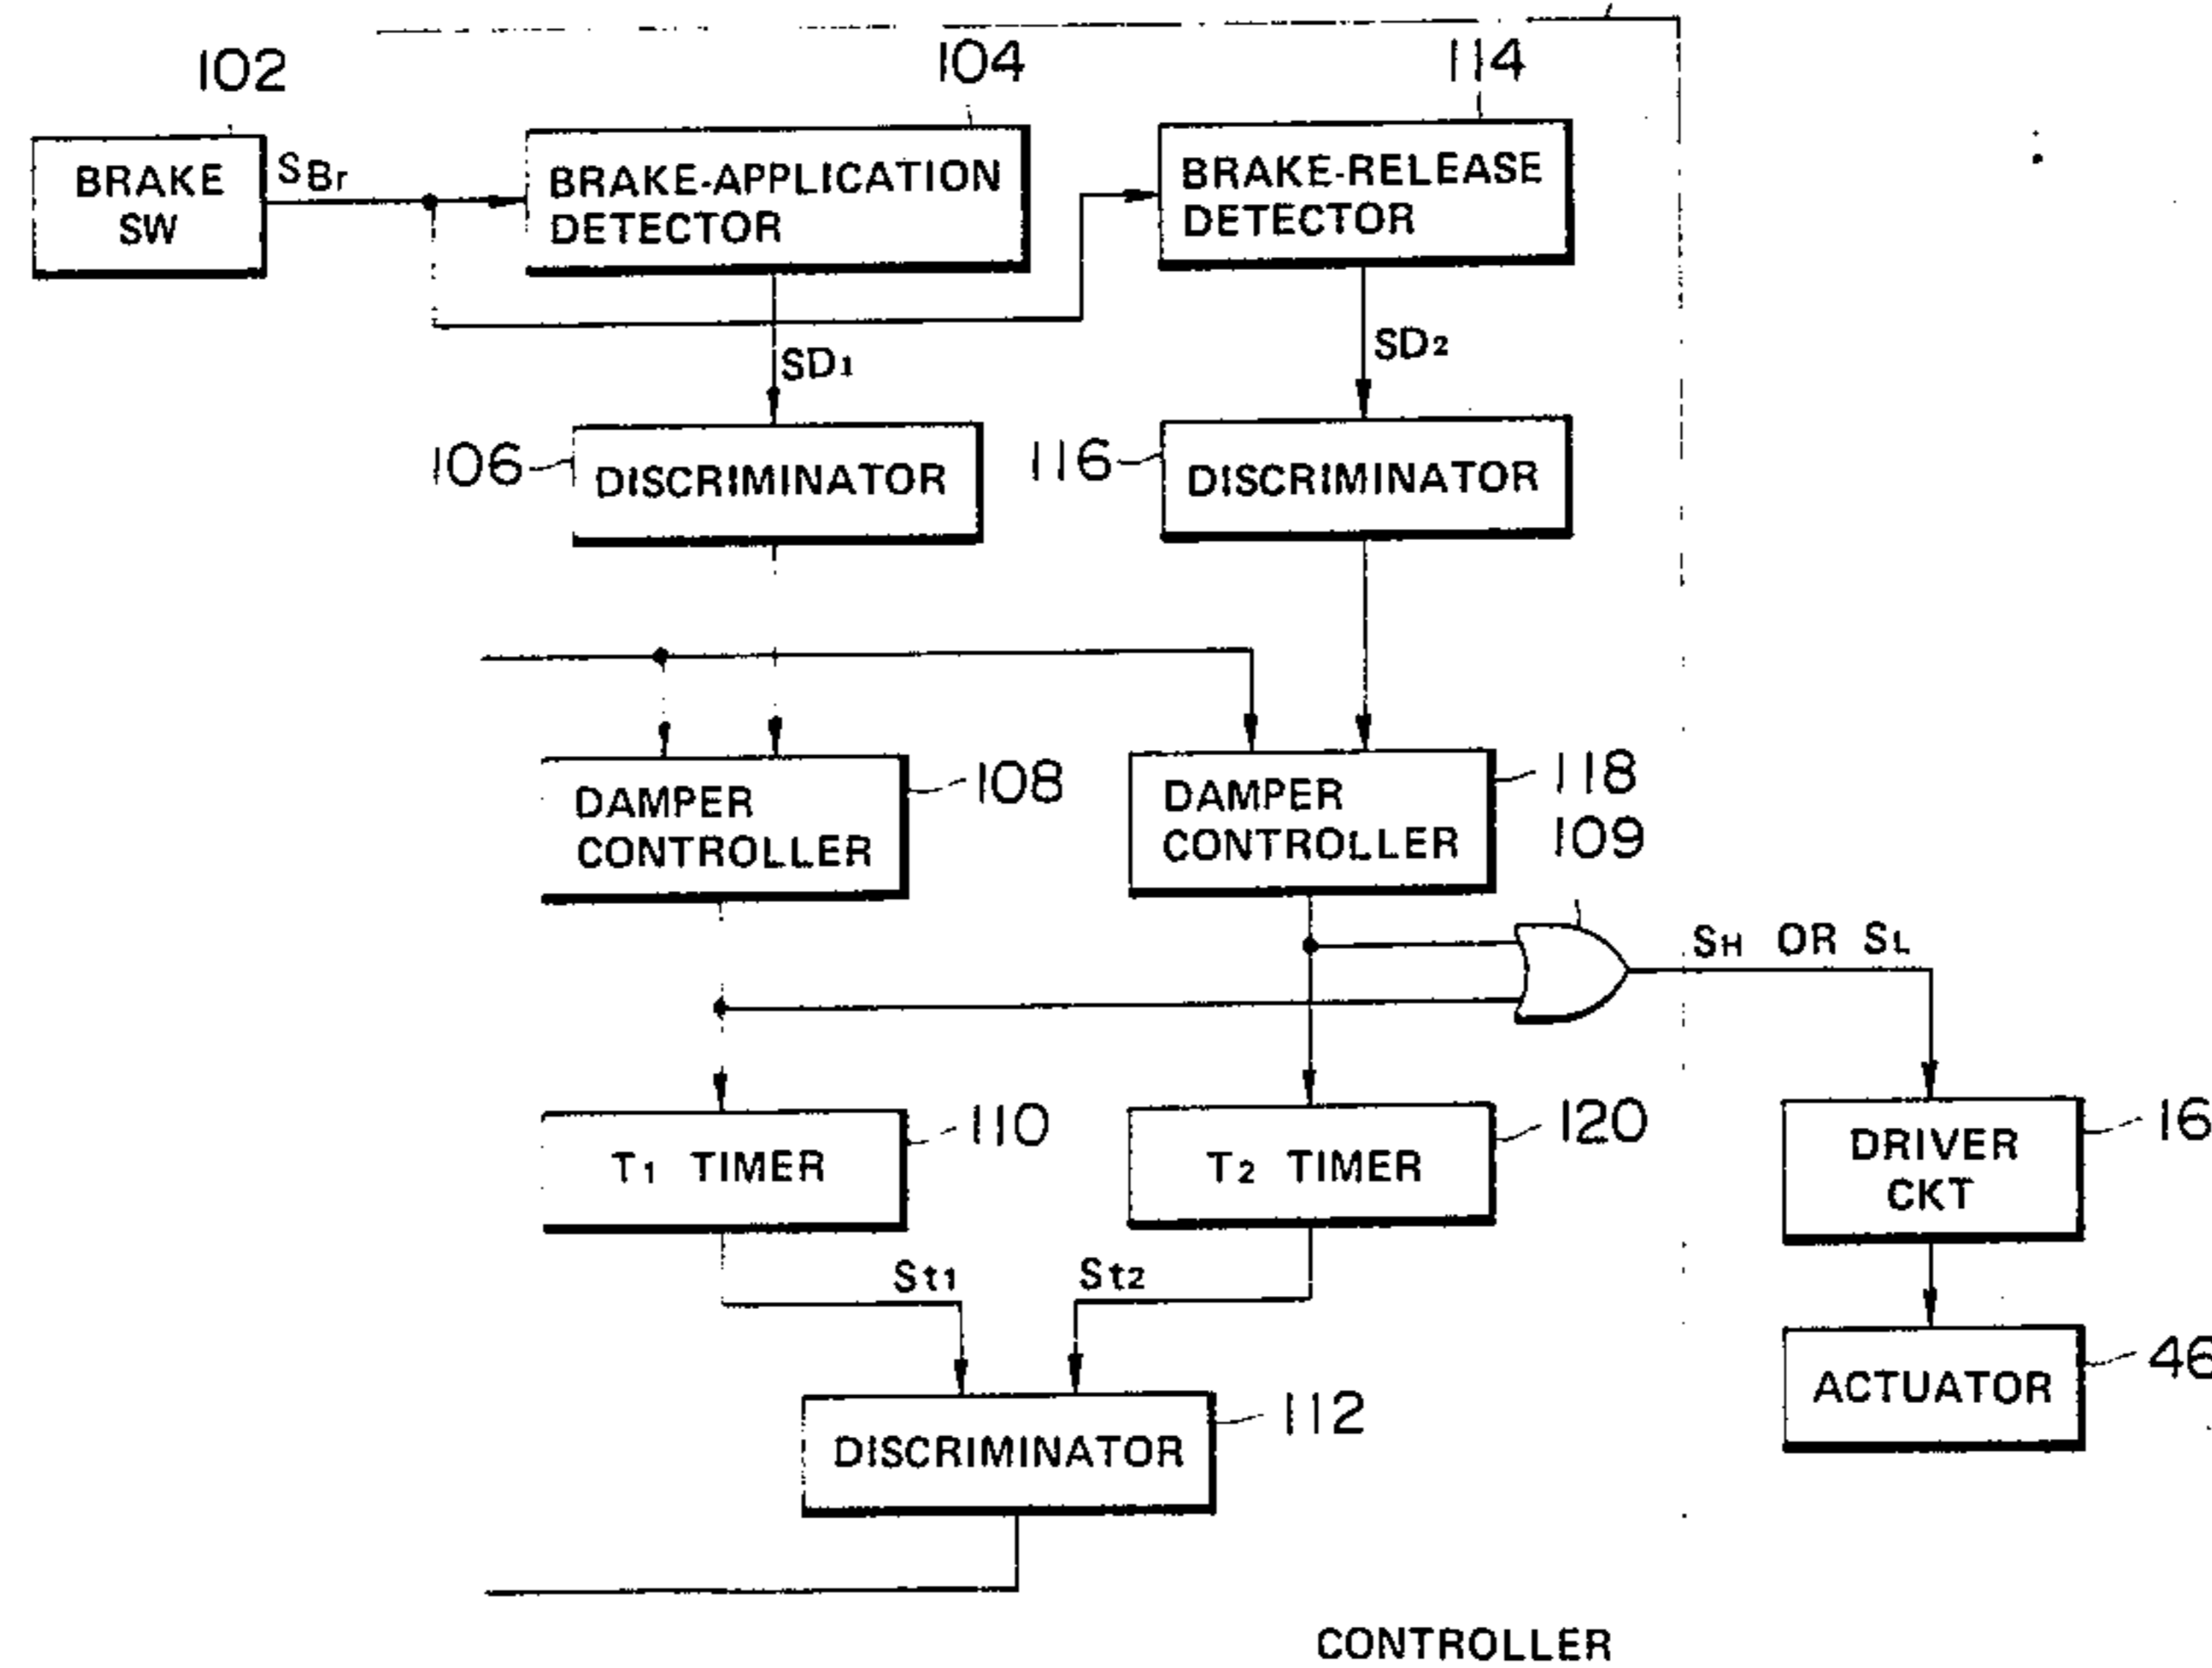 102
104
114
BRAKE
SW
SBr
BRAKE-APPLICATION
DETECTOR
BRAKE-RELEASE
DETECTOR
SD1
SD2
106
DISCRIMINATOR
116
DISCRIMINATOR
DAMPER
CONTROLLER
108
DAMPER
CONTROLLER
118
109
SH OR SL
T1 TIMER
110
T2 TIMER
120
DRIVER
CKT
16
St1
St2
ACTUATOR
46
DISCRIMINATOR
112
CONTROLLER